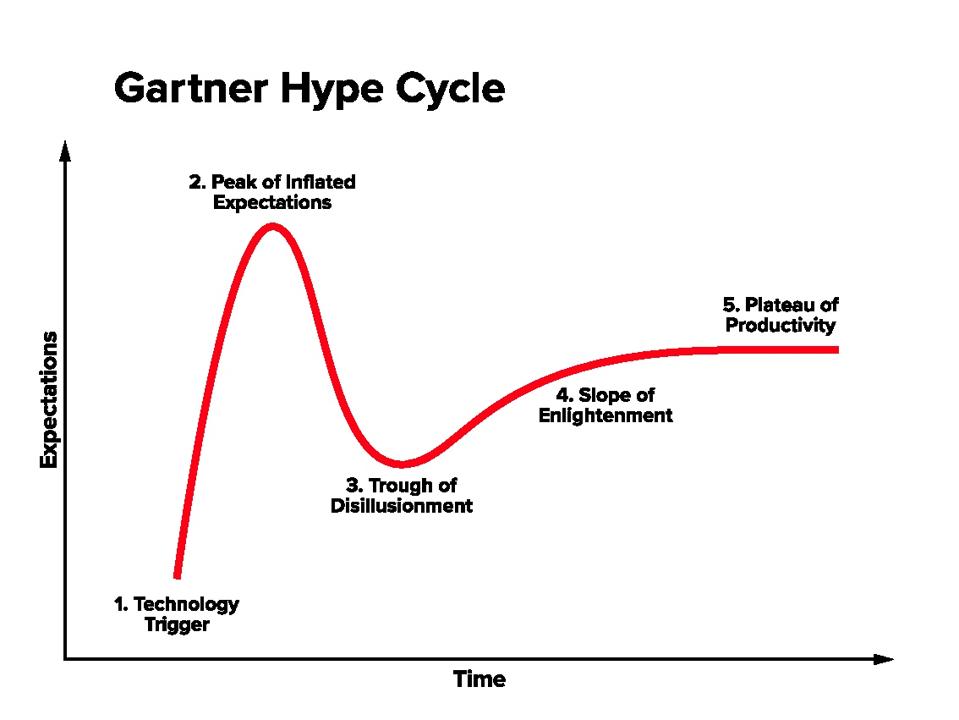 Gartner Hype Cycle
2. Peak of Inflated
Expectations
5. Plateau of
Productivity
Expectations
4. Slope of
Enlightenment
3. Trough of
Disillusionment
1. Technology
Trigger
Time